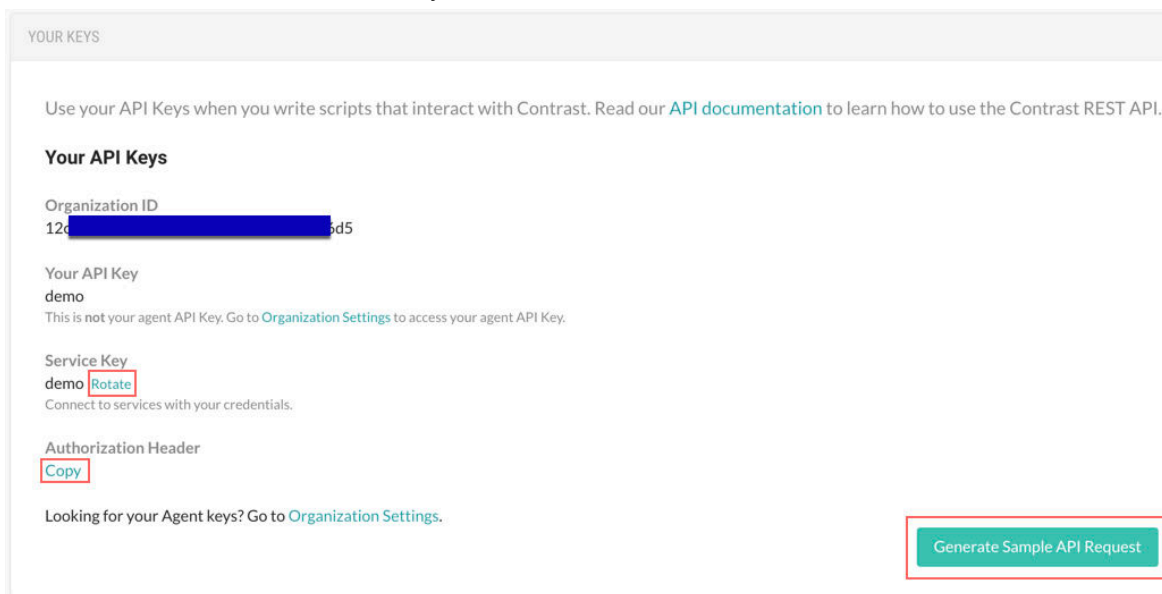 YOUR KEYS
Use your API Keys when you write scripts that interact with Contrast. Read our API documentation to learn how to use the Contrast REST API.
Your API Keys
Organization ID
12c 6d5
Your API Key
demo
This is not your agent API Key. Go to Organization Settings to access your agent API Key.
Service Key
demo Rotate
Connect to services with your credentials.
Authorization Header
Copy
Looking for your Agent keys? Go to Organization Settings.
Generate Sample API Request